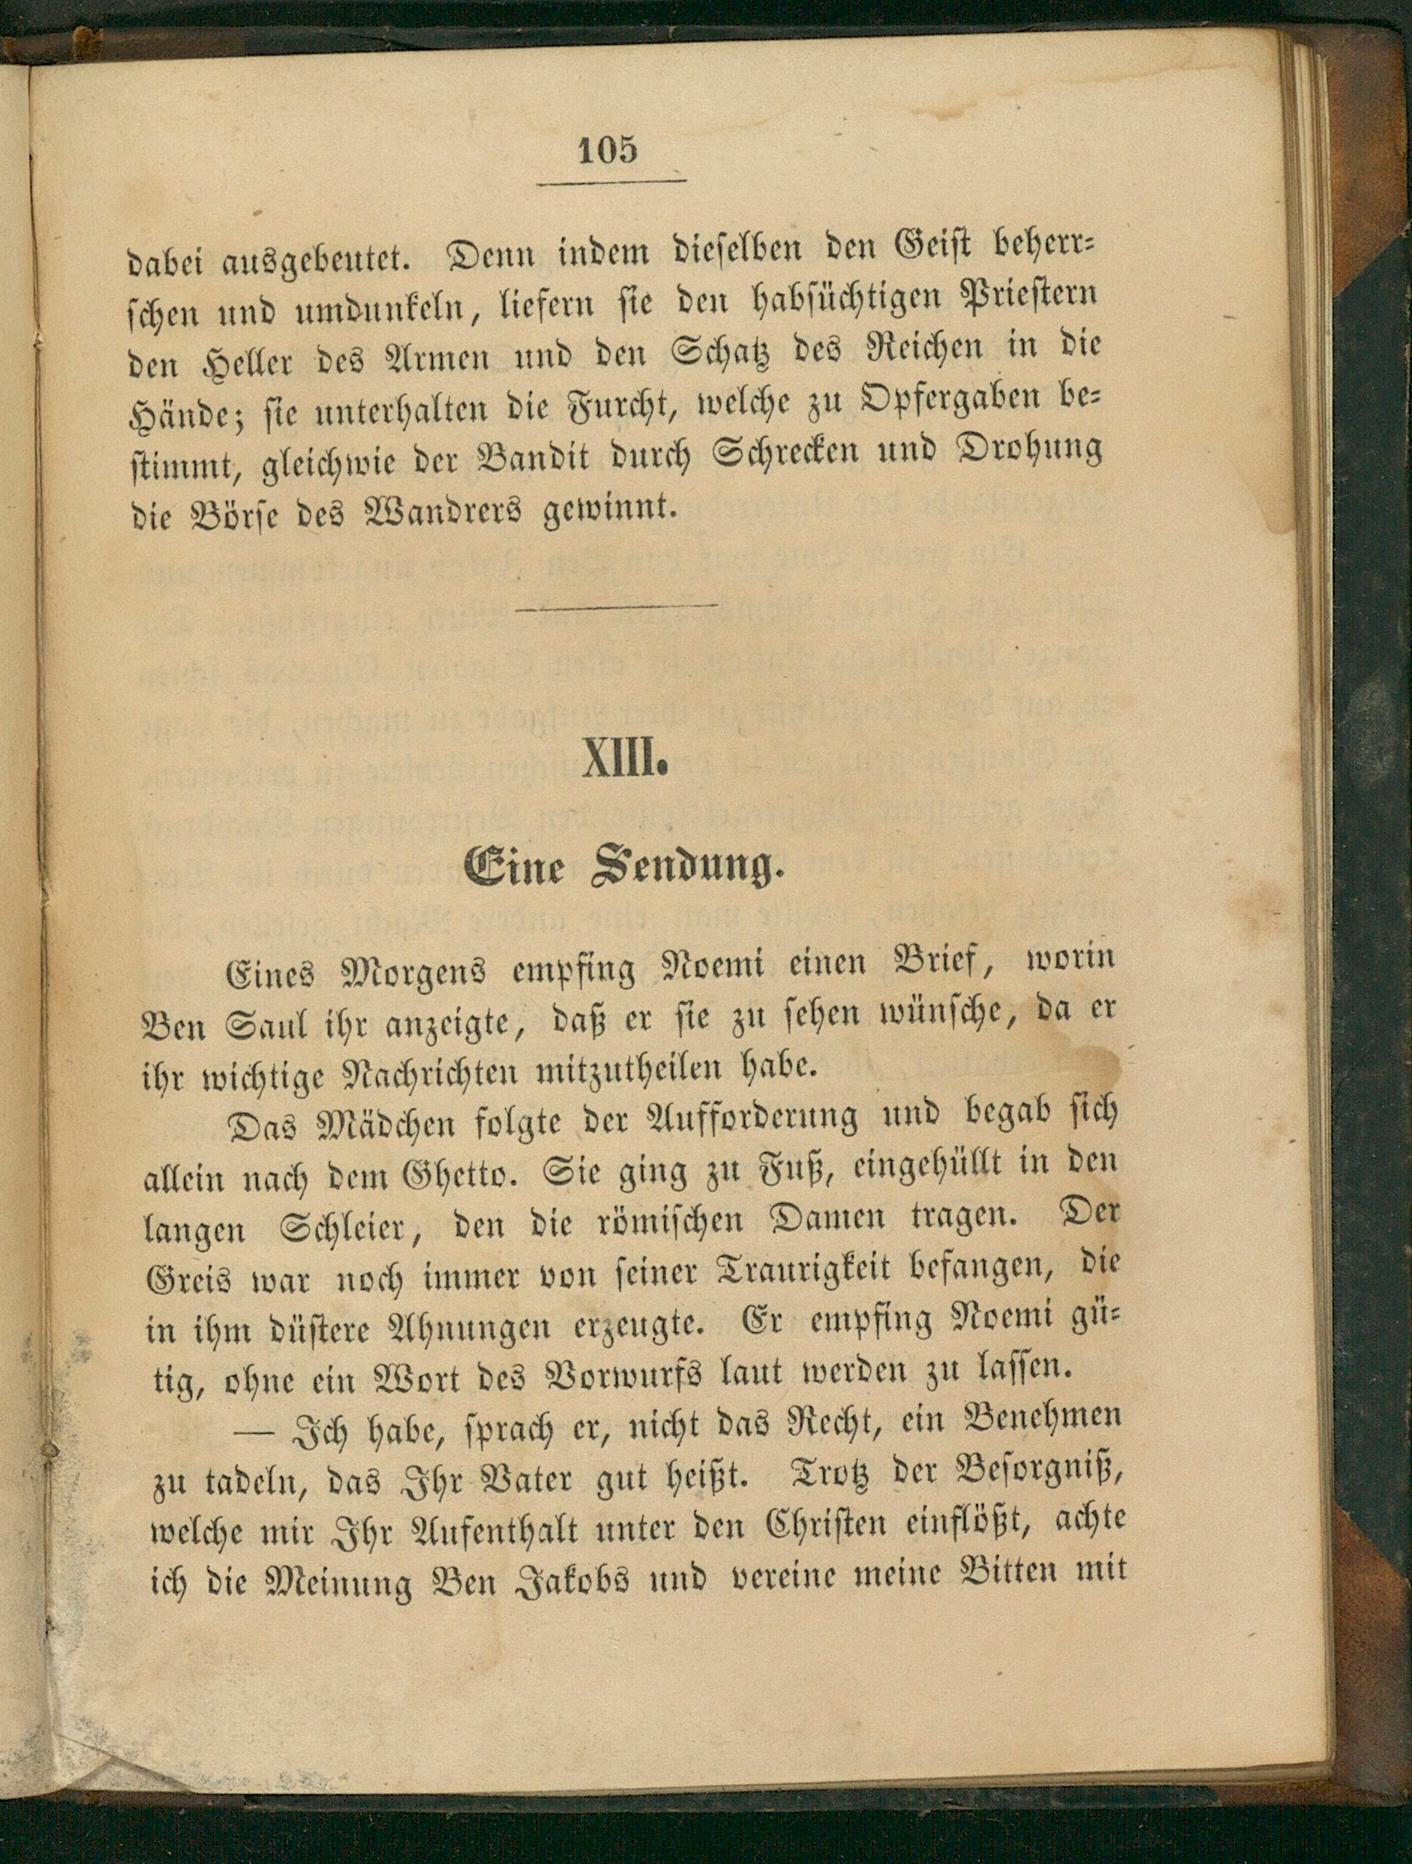 105
dabei ausgebeutet. Denn indem dieselben den Geist beherr-
schen und umdunkeln, liefern sie den habsüchtigen Priestern
den Heller des Armen und den Schatz des Reichen in die
Hände; sie unterhalten die Furcht, welche zu Opfergaben be-
stimmt, gleichwie der Bandit durch Schrecken und Drohung
die Börse des Wandrers gewinnt.
XIII.
Eine Sendung.
Eines Morgens empfing Noemi einen Brief, worin
Ben Saul ihr anzeigte, daß er sie zu sehen wünsche, da er
ihr wichtige Nachrichten mitzutheilen habe.
Das Mädchen folgte der Aufforderung und begab sich
allein nach dem Ghetto. Sie ging zu Fuß, eingehüllt in den
langen Schleier, den die römischen Damen tragen. Der
Greis war noch immer von seiner Traurigkeit befangen, die
in ihm düstere Ahnungen erzeugte. Er empfing Noemi gü-
tig, ohne ein Wort des Vorwurfs laut werden zu lassen.
— Ich habe, sprach er, nicht das Recht, ein Benehmen
zu tadeln, das Ihr Vater gut heißt. Trotz der Besorgniß,
welche mir Ihr Aufenthalt unter den Christen einflößt, achte
ich die Meinung Ben Jakobs und vereine meine Bitten mit